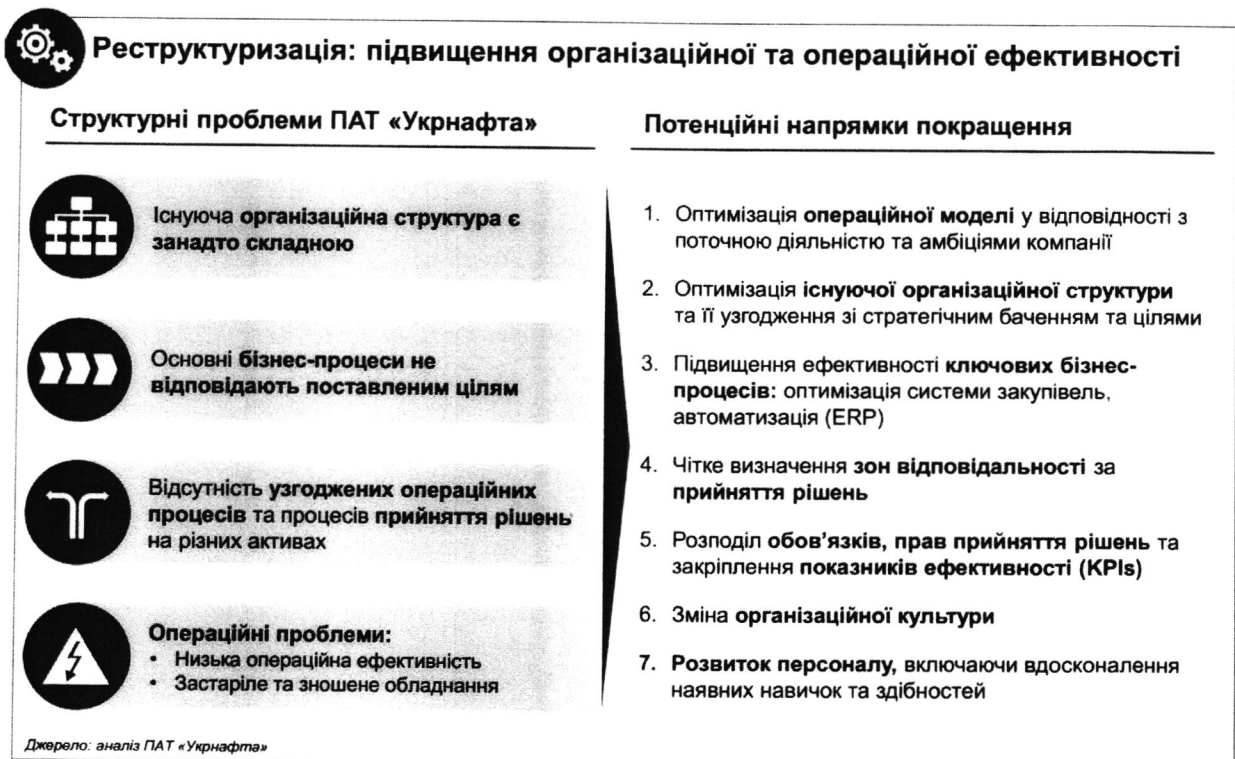 Реструктуризація: підвищення організаційної та операційної ефективності
Структурні проблеми ПАТ «Укрнафта»
Існуюча організаційна структура є
занадто складною
Основні бізнес-процеси не
відповідають поставленим цілям
Відсутність узгоджених операційних
процесів та процесів прийняття рішень
на різних активах
Операційні проблеми:
• Низька операційна ефективність
• Застаріле та зношене обладнання
Потенційні напрямки покращення
1. Оптимізація операційної моделі у відповідності з
поточною діяльністю та амбіціями компанії
2. Оптимізація існуючої організаційної структури
та її узгодження зі стратегічним баченням та цілями
3. Підвищення ефективності ключових бізнес-
процесів: оптимізація системи закупівель,
автоматизація (ERP)
4. Чітке визначення зон відповідальності за
прийняття рішень
5. Розподіл обов’язків, прав прийняття рішень та
закріплення показників ефективності (KPIs)
6. Зміна організаційної культури
7. Розвиток персоналу, включаючи вдосконалення
наявних навичок та здібностей
Джерело: аналіз ПАТ «Укрнафта»